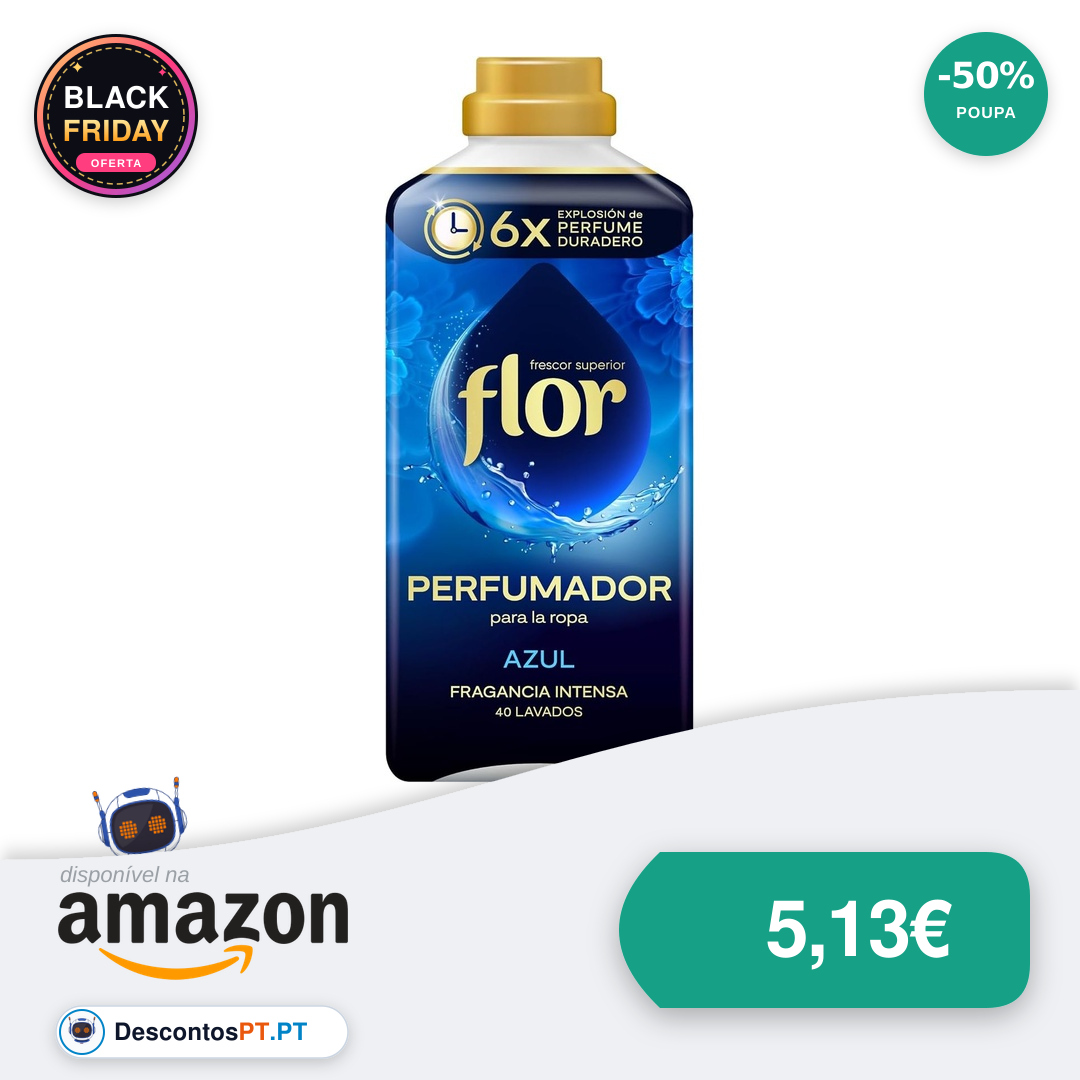 BLACK
FRIDAY
OFERTA
-50%
POUPA
6X
EXPLOSIÓN de
PERFUME
DURADERO
frescor superior
flor
PERFUMADOR
para la ropa
AZUL
FRAGANCIA INTENSA
40 LAVADOS
disponível na
amazon
5,13€
DescontosPT.PT